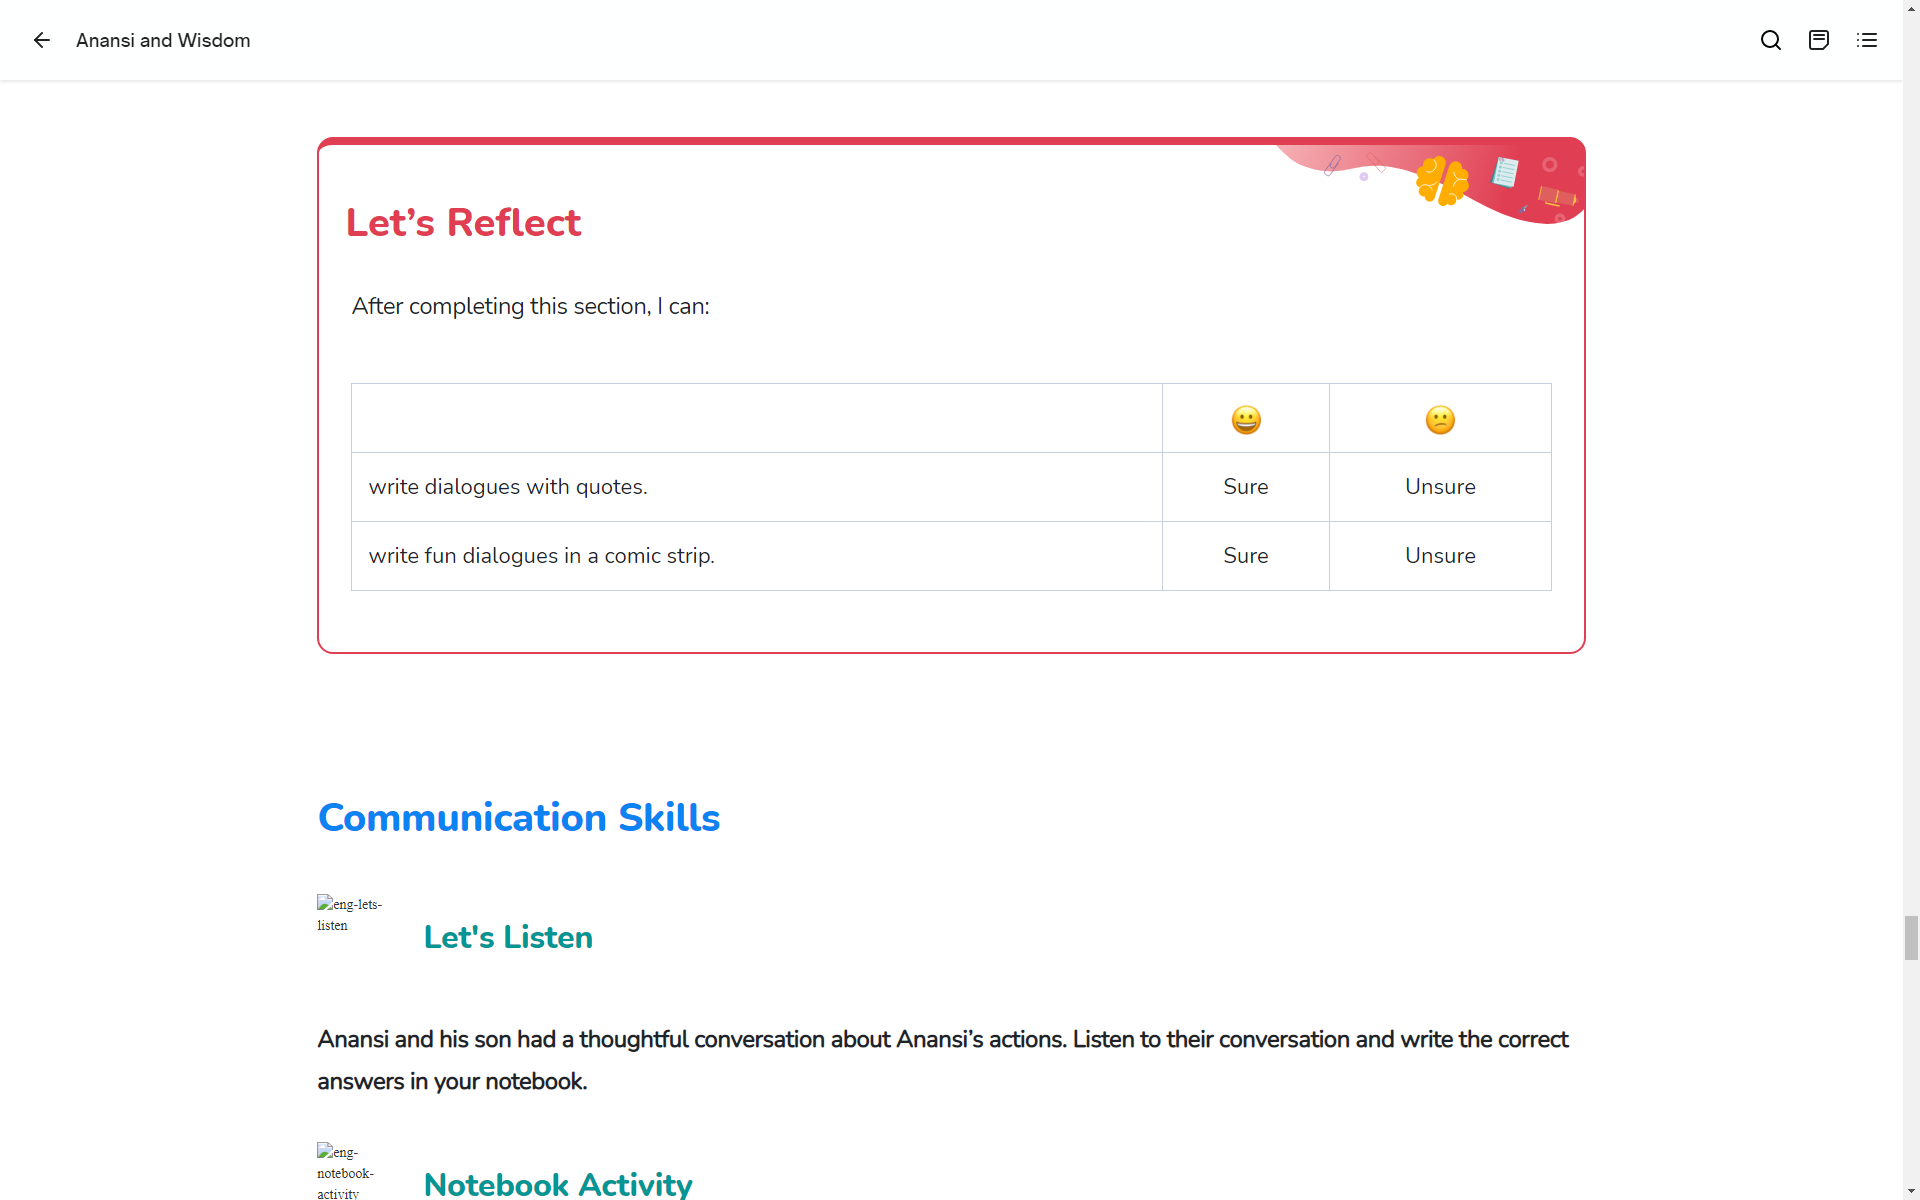 Anansi and Wisdom
Let’s Reflect
After completing this section, I can:
write dialogues with quotes. Sure Unsure
write fun dialogues in a comic strip. Sure Unsure
Communication Skills
eng-lets-
listen
Let's Listen
Anansi and his son had a thoughtful conversation about Anansi’s actions. Listen to their conversation and write the correct
answers in your notebook.
eng-
notebook-
activity
Notebook Activity